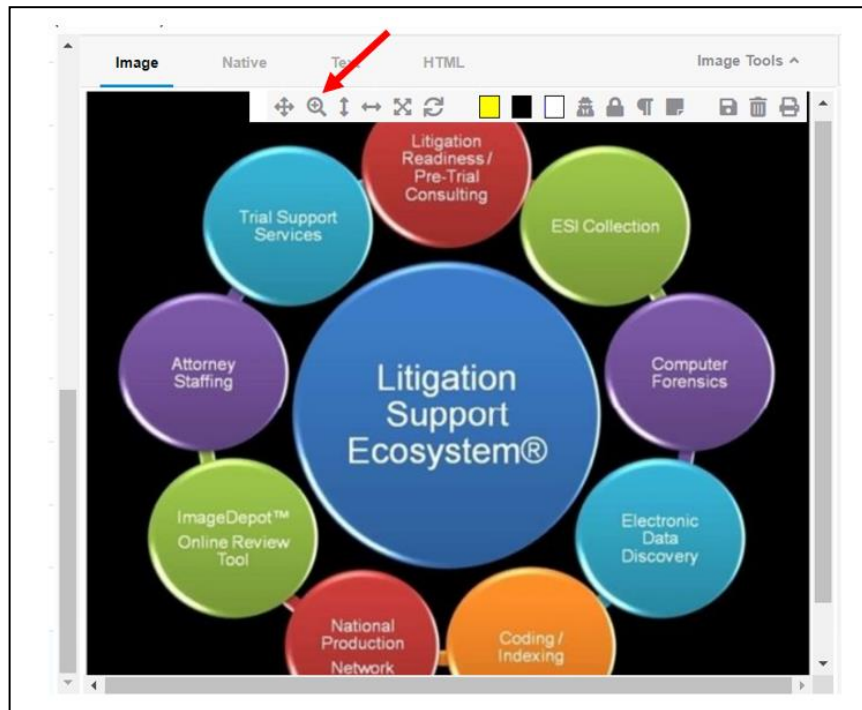 Image Native Text HTML Image Tools
Litigation
Readiness /
Pre-Trial
Consulting
Trial Support
Services
ESI Collection
Attorney
Staffing
Litigation
Support
Ecosystem®
Computer
Forensics
ImageDepot™
Online Review
Tool
Electronic
Data
Discovery
National
Production
Network
Coding /
Indexing